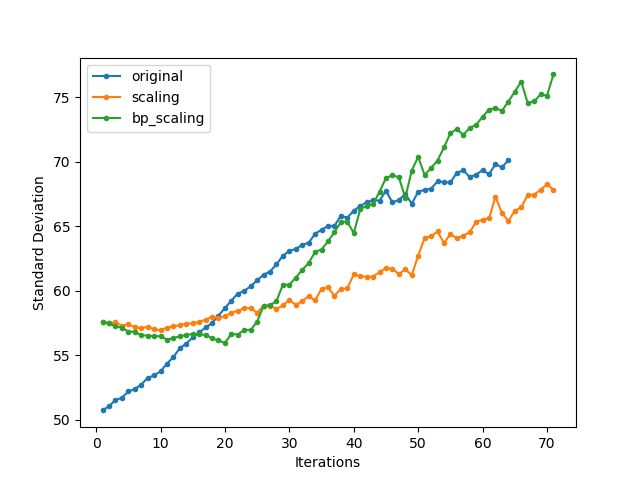 original
scaling
bp_scaling
75
70
65
60
55
50
0 10 20 30 40 50 60 70
Standard Deviation
Iterations